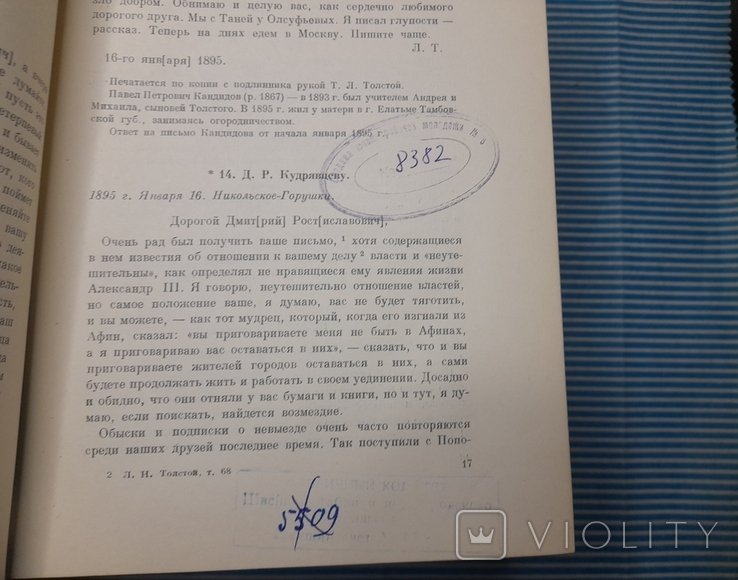 зло добром. Обнимаю и целую вас, как сердечно любимого
дорогого друга. Мы с Таней у Олсуфьевых. Я писал глупости —
рассказ. Теперь на днях едем в Москву. Пишите чаще.
Л. Т.
16-го янв[аря] 1895.
Печатается по копии с подлинника рукой Т. Л. Толстой.
Павел Петрович Кандидов (р. 1867) — в 1893 г. был учителем Андрея и
Михаила, сыновей Толстого. В 1895 г. жил у матери в г. Елатьме Тамбов-
ской губ., занимаясь огородничеством.
Ответ на письмо Кандидова от начала января 1895 г.
молодежи № 6
8382
* 14. Д. Р. Кудрявцеву.
1895 г. Января 16. Никольское-Горушки.
Дорогой Дмит[рий] Рост[иславович],
Очень рад был получить ваше письмо, ¹ хотя содержащиеся
в нем известия об отношении к вашему делу ² власти и «неуте-
шительны», как определял не нравящиеся ему явления жизни
Александр III. Я говорю, неутешительно отношение властей,
но самое положение ваше, я думаю, вас не будет тяготить,
и вы можете, — как тот мудрец, который, когда его изгнали из
Афин, сказал: «вы приговариваете меня не быть в Афинах,
а я приговариваю вас оставаться в них», — сказать, что и вы
приговариваете жителей городов оставаться в них, а сами
будете продолжать жить и работать в своем уединении. Досадно
и обидно, что они отняли у вас бумаги и книги, но и тут, я ду-
маю, если поискать, найдется возмездие.
Обыски и подписки о невыезде очень часто повторяются
среди наших друзей последнее время. Так поступили с Попо-
2 Л. Н. Толстой, т. 68
17
5509
VIOLITY